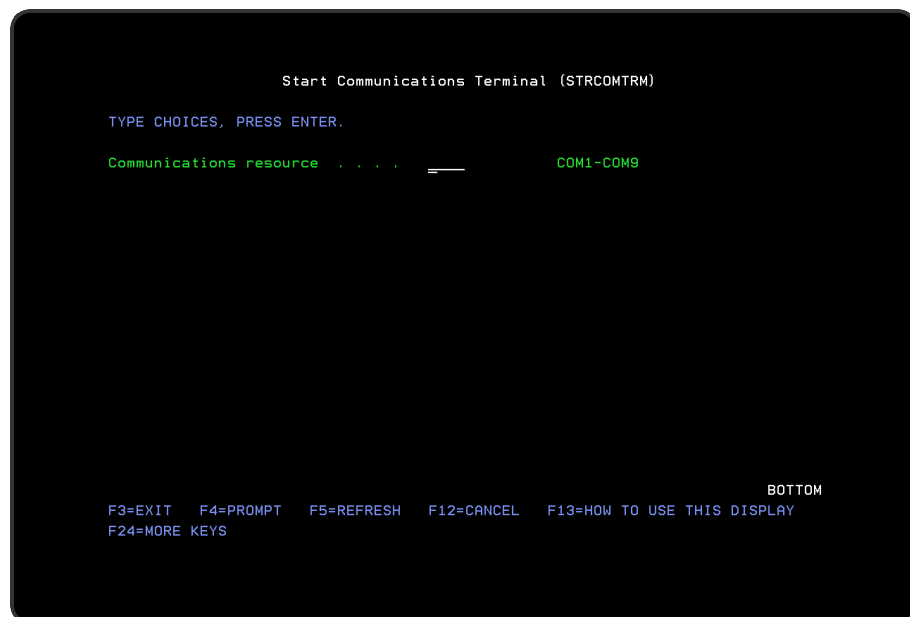 Start Communications Terminal (STRCOMTRM)
TYPE CHOICES, PRESS ENTER.
Communications resource . . . . COM1-COM9
BOTTOM
F3=EXIT F4=PROMPT F5=REFRESH F12=CANCEL F13=HOW TO USE THIS DISPLAY
F24=MORE KEYS